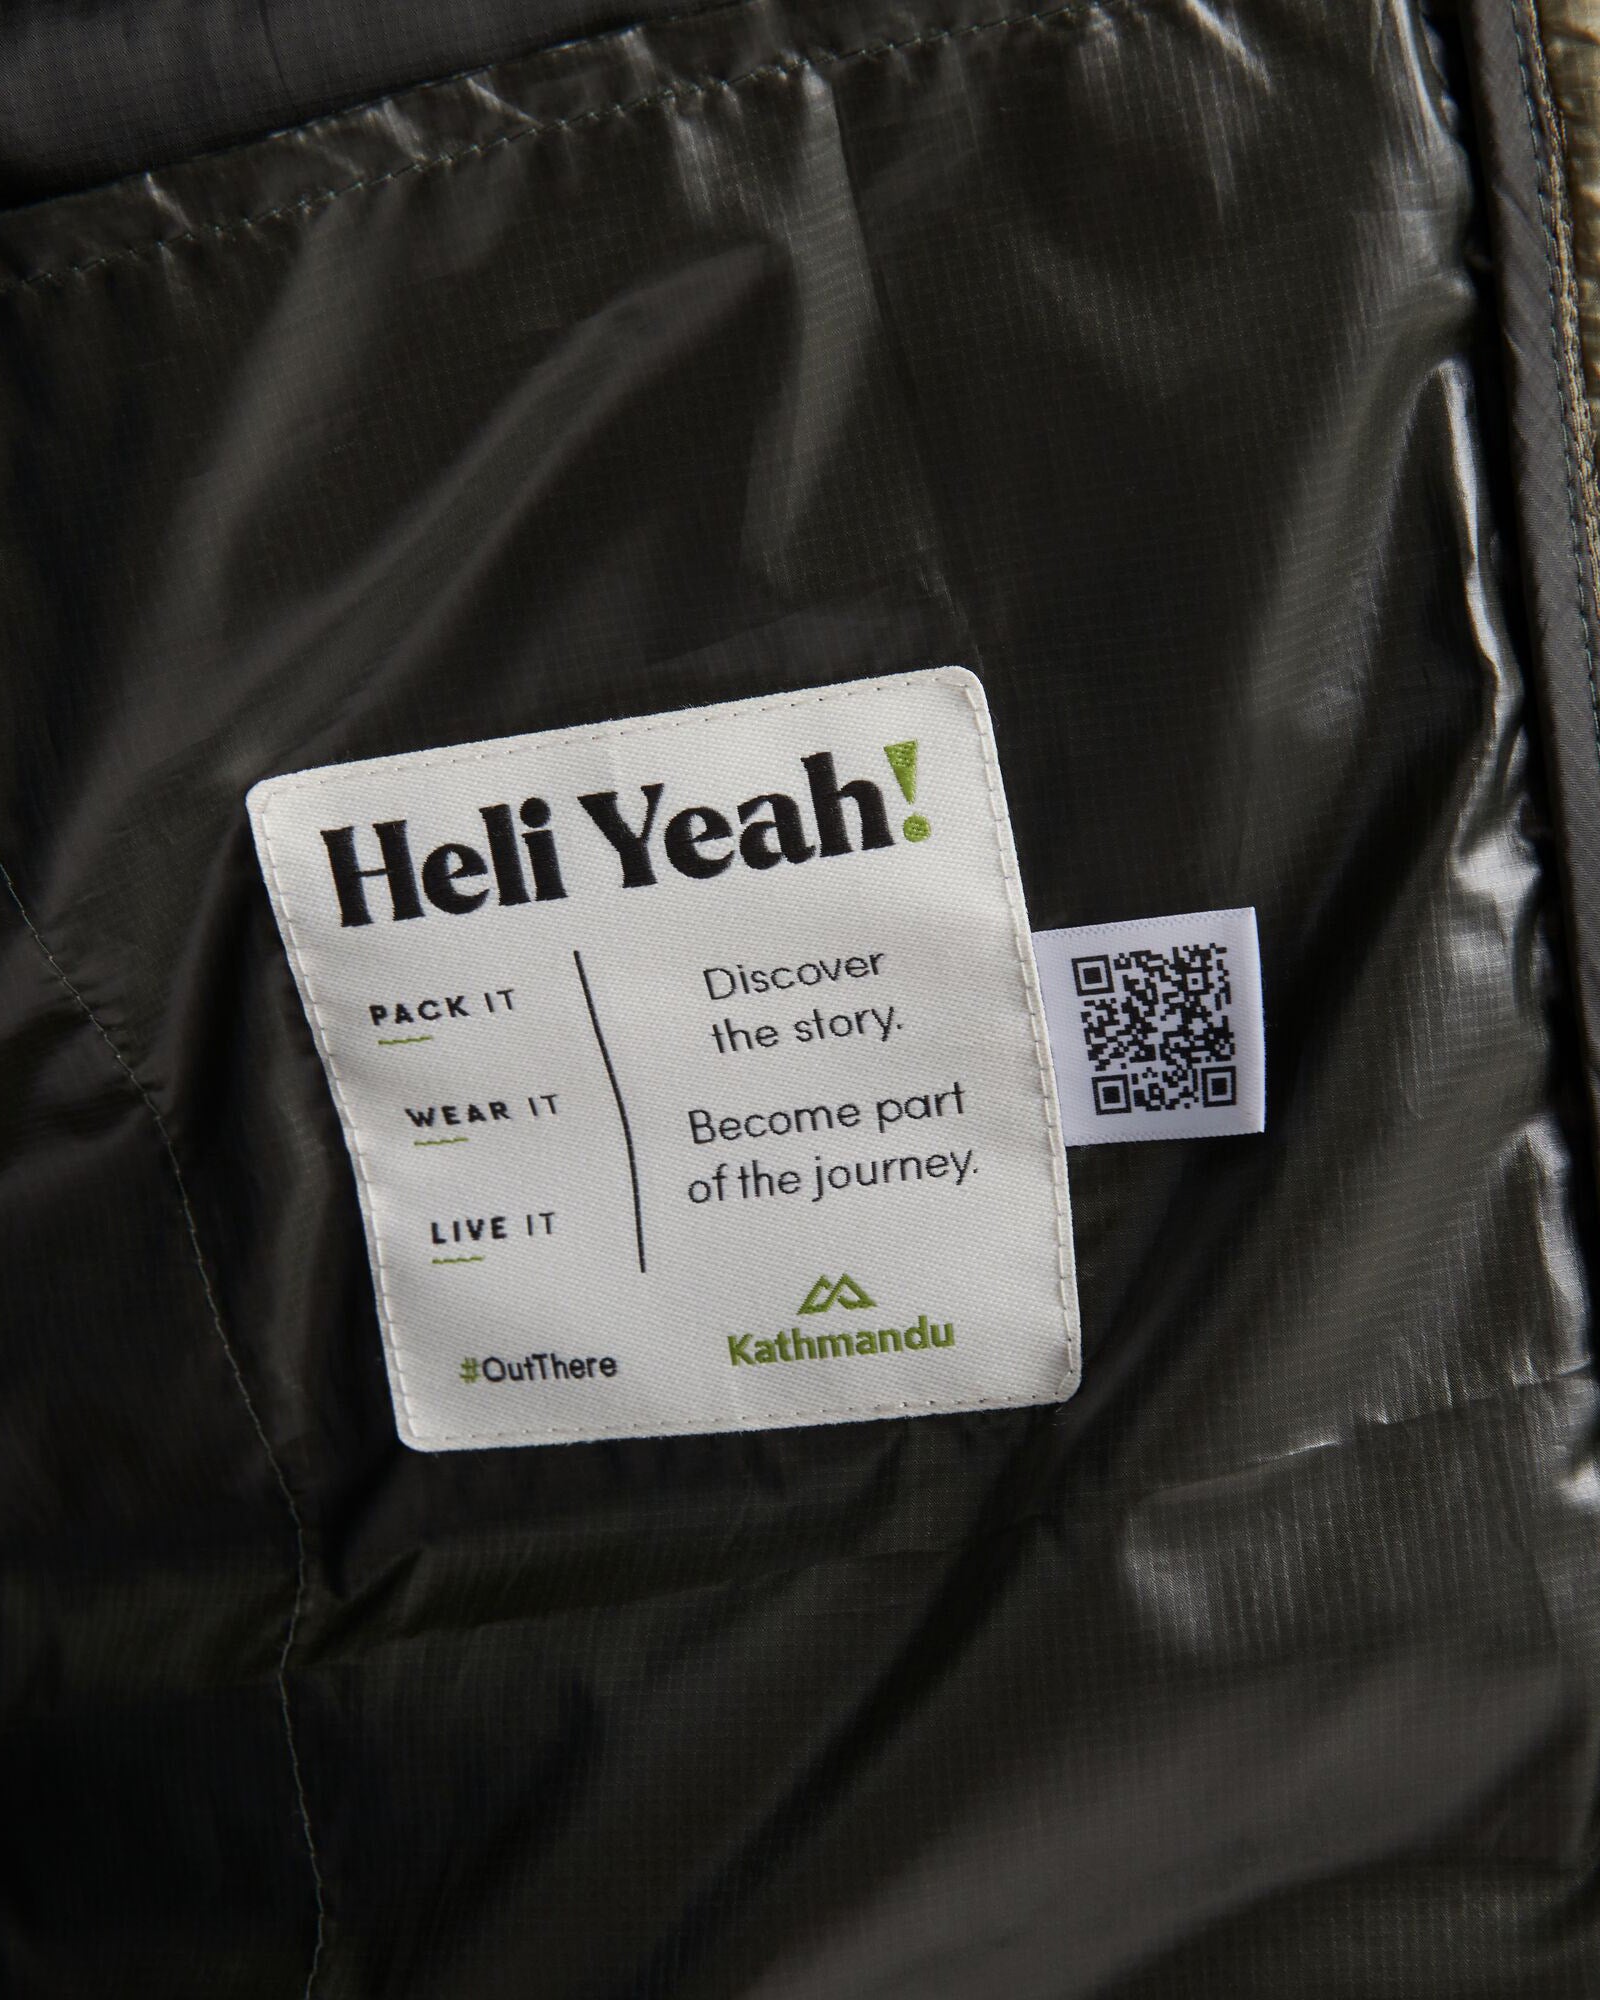 Heli Yeah!
PACK IT
WEAR IT
LIVE IT
#OutThere
Discover
the story.
Become part
of the journey.
Kathmandu